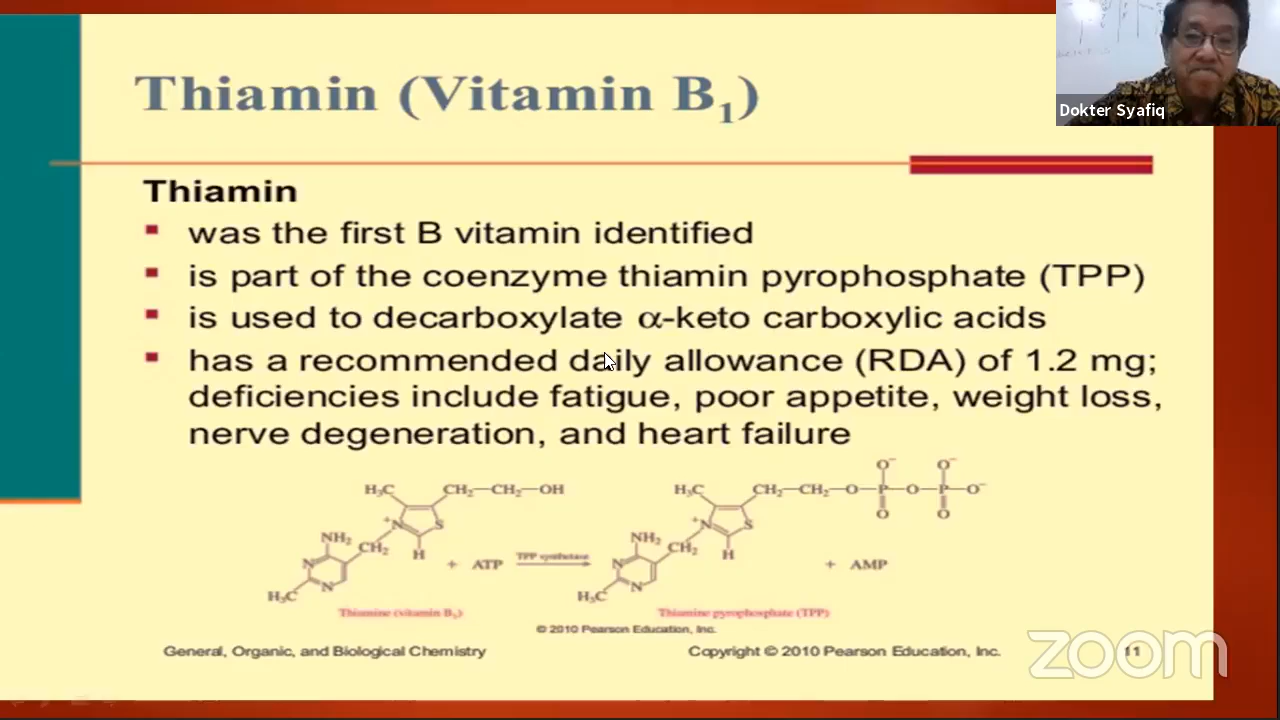 Thiamin (Vitamin B₁)
Dokter Syafiq
Thiamin
was the first B vitamin identified
is part of the coenzyme thiamin pyrophosphate (TPP)
is used to decarboxylate α-keto carboxylic acids
has a recommended daily allowance (RDA) of 1.2 mg;
deficiencies include fatigue, poor appetite, weight loss,
nerve degeneration, and heart failure
H₃C CH₂—CH₂—OH
N⁺ S
NH₂ CH₂ H
N N
H₃C
+ ATP
TPP synthetase
H₃C CH₂—CH₂—O—P—O—P—O⁻
O⁻ O⁻
O O
N⁺ S
NH₂ CH₂ H
N N
H₃C
+ AMP
Thiamine (vitamin B₁)
Thiamine pyrophosphate (TPP)
© 2010 Pearson Education, Inc.
General, Organic, and Biological Chemistry
Copyright © 2010 Pearson Education, Inc.
11
zoom